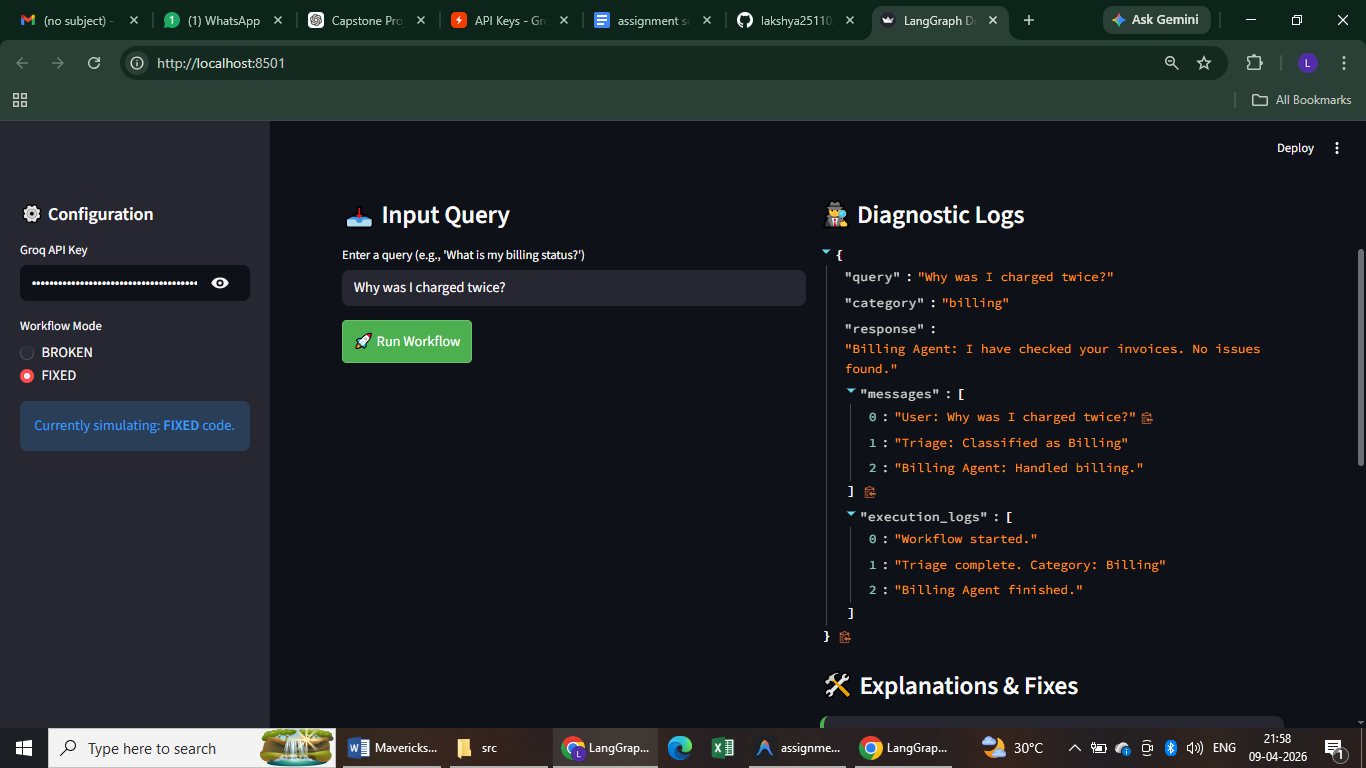 (no subject) -
(1) WhatsApp
Capstone Pro
API Keys - Gro
assignment so
lakshya25110
LangGraph D
Ask Gemini
http://localhost:8501
L
All Bookmarks
Deploy
Configuration
Groq API Key
••••••••••••••••••••••••••••••••••••••
Workflow Mode
BROKEN
FIXED
Currently simulating: FIXED code.
Input Query
Enter a query (e.g., 'What is my billing status?')
Why was I charged twice?
Run Workflow
Diagnostic Logs
{
"query" : "Why was I charged twice?"
"category" : "billing"
"response" :
"Billing Agent: I have checked your invoices. No issues
found."
"messages" : [
0 : "User: Why was I charged twice?"
1 : "Triage: Classified as Billing"
2 : "Billing Agent: Handled billing."
]
"execution_logs" : [
0 : "Workflow started."
1 : "Triage complete. Category: Billing"
2 : "Billing Agent finished."
]
}
Explanations & Fixes
Type here to search
Mavericks...
src
LangGrap...
assignme...
LangGrap...
30°C
ENG
21:58
09-04-2026
1